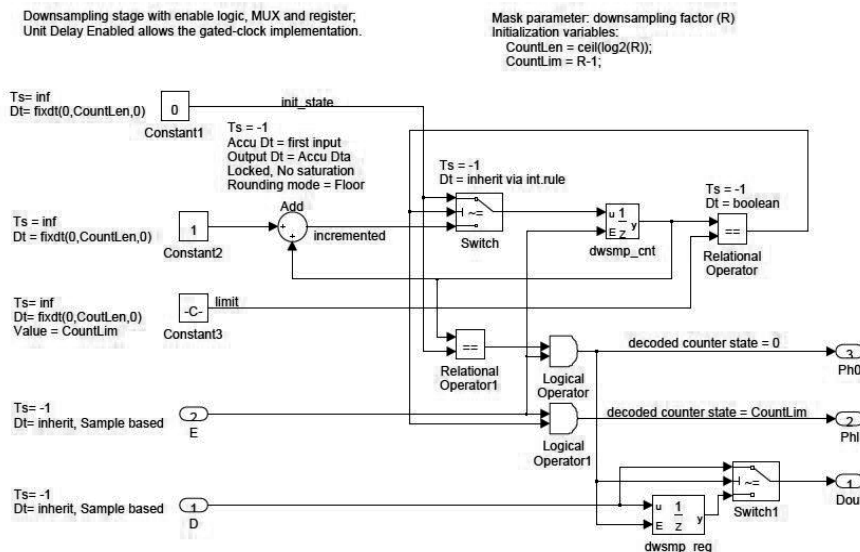 Downsampling stage with enable logic, MUX and register;
Unit Delay Enabled allows the gated-clock implementation.
Mask parameter: downsampling factor (R)
Initialization variables:
CountLen = ceil(log2(R));
CountLim = R-1;
Ts= inf
Dt= fixdt(0,CountLen,0)
0
Constant1
init_state
Ts = -1
Accu Dt = first input
Output Dt = Accu Dta
Locked, No saturation
Rounding mode = Floor
Add
+
+
incremented
Ts = -1
Dt = inherit via int.rule
~=
Switch
u
E
1
Z
y
dwsmp_cnt
Ts = -1
Dt = boolean
==
Relational
Operator
Ts = inf
Dt = fixdt(0,CountLen,0)
1
Constant2
Ts= inf
Dt= fixdt(0,CoutLen,0)
Value = CountLim
-C-
Constant3
limit
==
Relational
Operator1
Logical
Operator
decoded counter state = 0
3
Ph0
Ts= -1
Dt= inherit, Sample based
2
E
Logical
Operator1
decoded counter state = CountLim
2
Phl
Ts= -1
Dt= inherit, Sample based
1
D
u
E
1
Z
y
dwsmp_reg
~=
Switch1
1
Dout